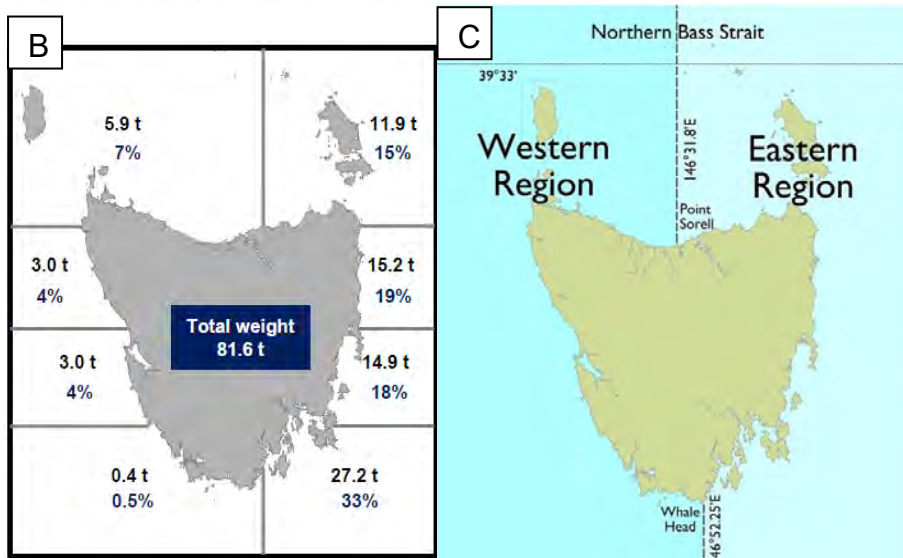 B
5.9 t
7%
11.9 t
15%
3.0 t
4%
15.2 t
19%
Total weight
81.6 t
3.0 t
4%
14.9 t
18%
0.4 t
0.5%
27.2 t
33%
C
Northern Bass Strait
39°33'
Western
Region
146°31.8'E
Eastern
Region
Point
Sorell
Whale
Head
46°52.25'E